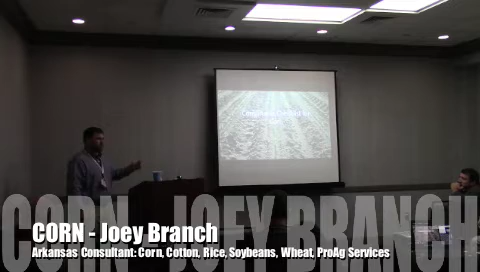 CORN - JOEY BRANCH
CORN - Joey Branch
Arkansas Consultant: Corn, Cotton, Rice, Soybeans, Wheat, ProAg Services